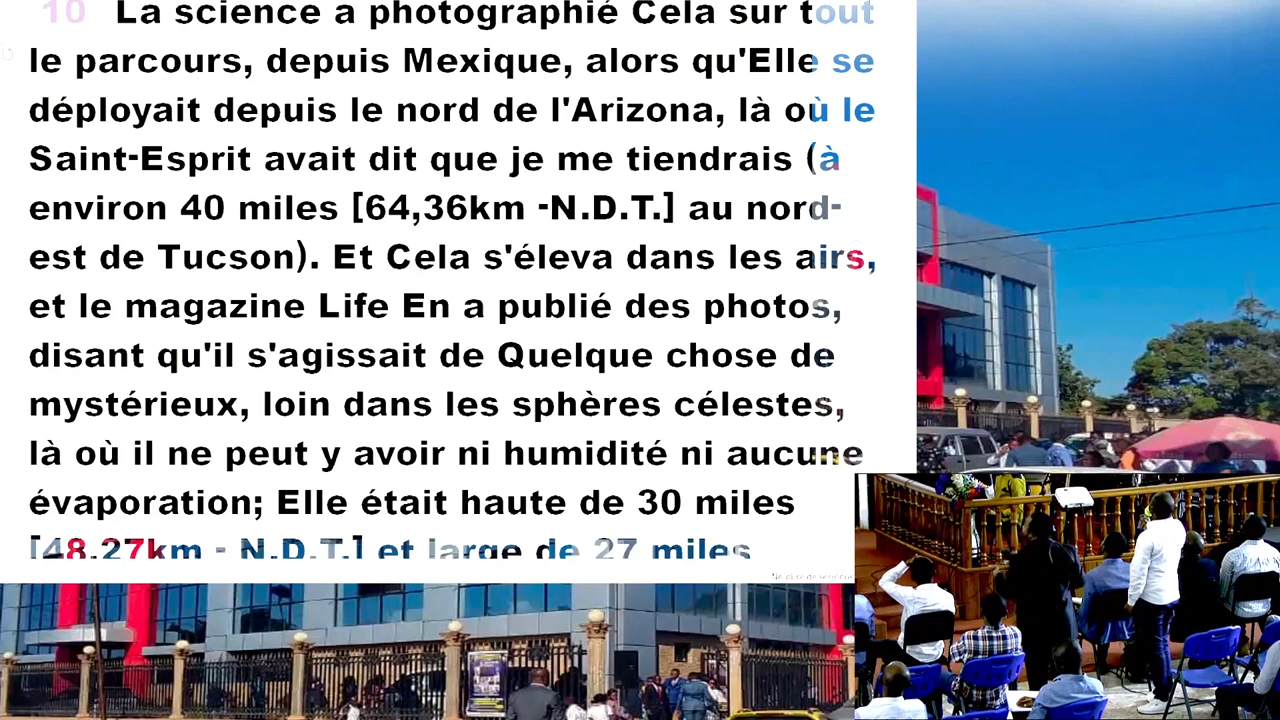 10 La science a photographié Cela sur tout
le parcours, depuis Mexique, alors qu'Elle se
déployait depuis le nord de l'Arizona, là où le
Saint-Esprit avait dit que je me tiendrais (à
environ 40 miles [64,36km -N.D.T.] au nord-
est de Tucson). Et Cela s'éleva dans les airs,
et le magazine Life En a publié des photos,
disant qu'il s'agissait de Quelque chose de
mystérieux, loin dans les sphères célestes,
là où il ne peut y avoir ni humidité ni aucune
évaporation; Elle était haute de 30 miles
[48,27km - N.D.T.] et large de 27 miles